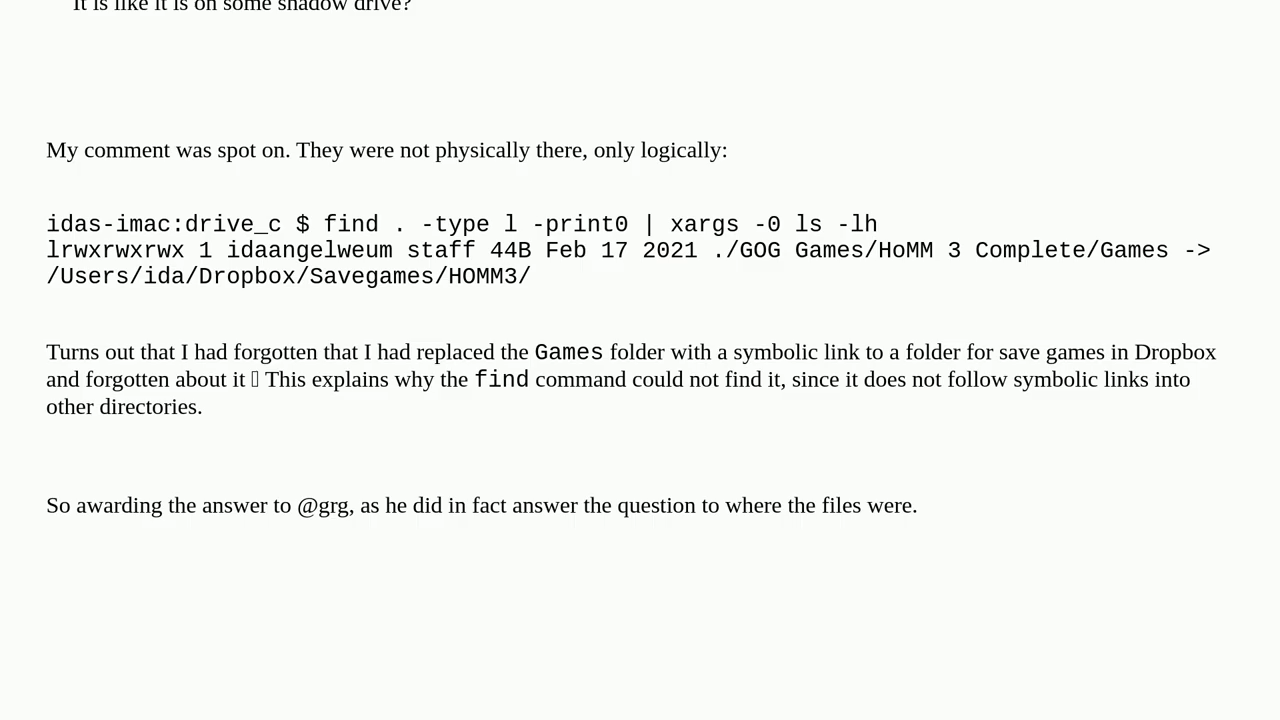 It is like it is on some shadow drive?
My comment was spot on. They were not physically there, only logically:
idas-imac:drive_c $ find . -type l -print0 | xargs -0 ls -lh
lrwxrwxrwx 1 idaangelweum staff 44B Feb 17 2021 ./GOG Games/HoMM 3 Complete/Games ->
/Users/ida/Dropbox/Savegames/HOMM3/
Turns out that I had forgotten that I had replaced the Games folder with a symbolic link to a folder for save games in Dropbox
and forgotten about it This explains why the find command could not find it, since it does not follow symbolic links into
other directories.
So awarding the answer to @grg, as he did in fact answer the question to where the files were.